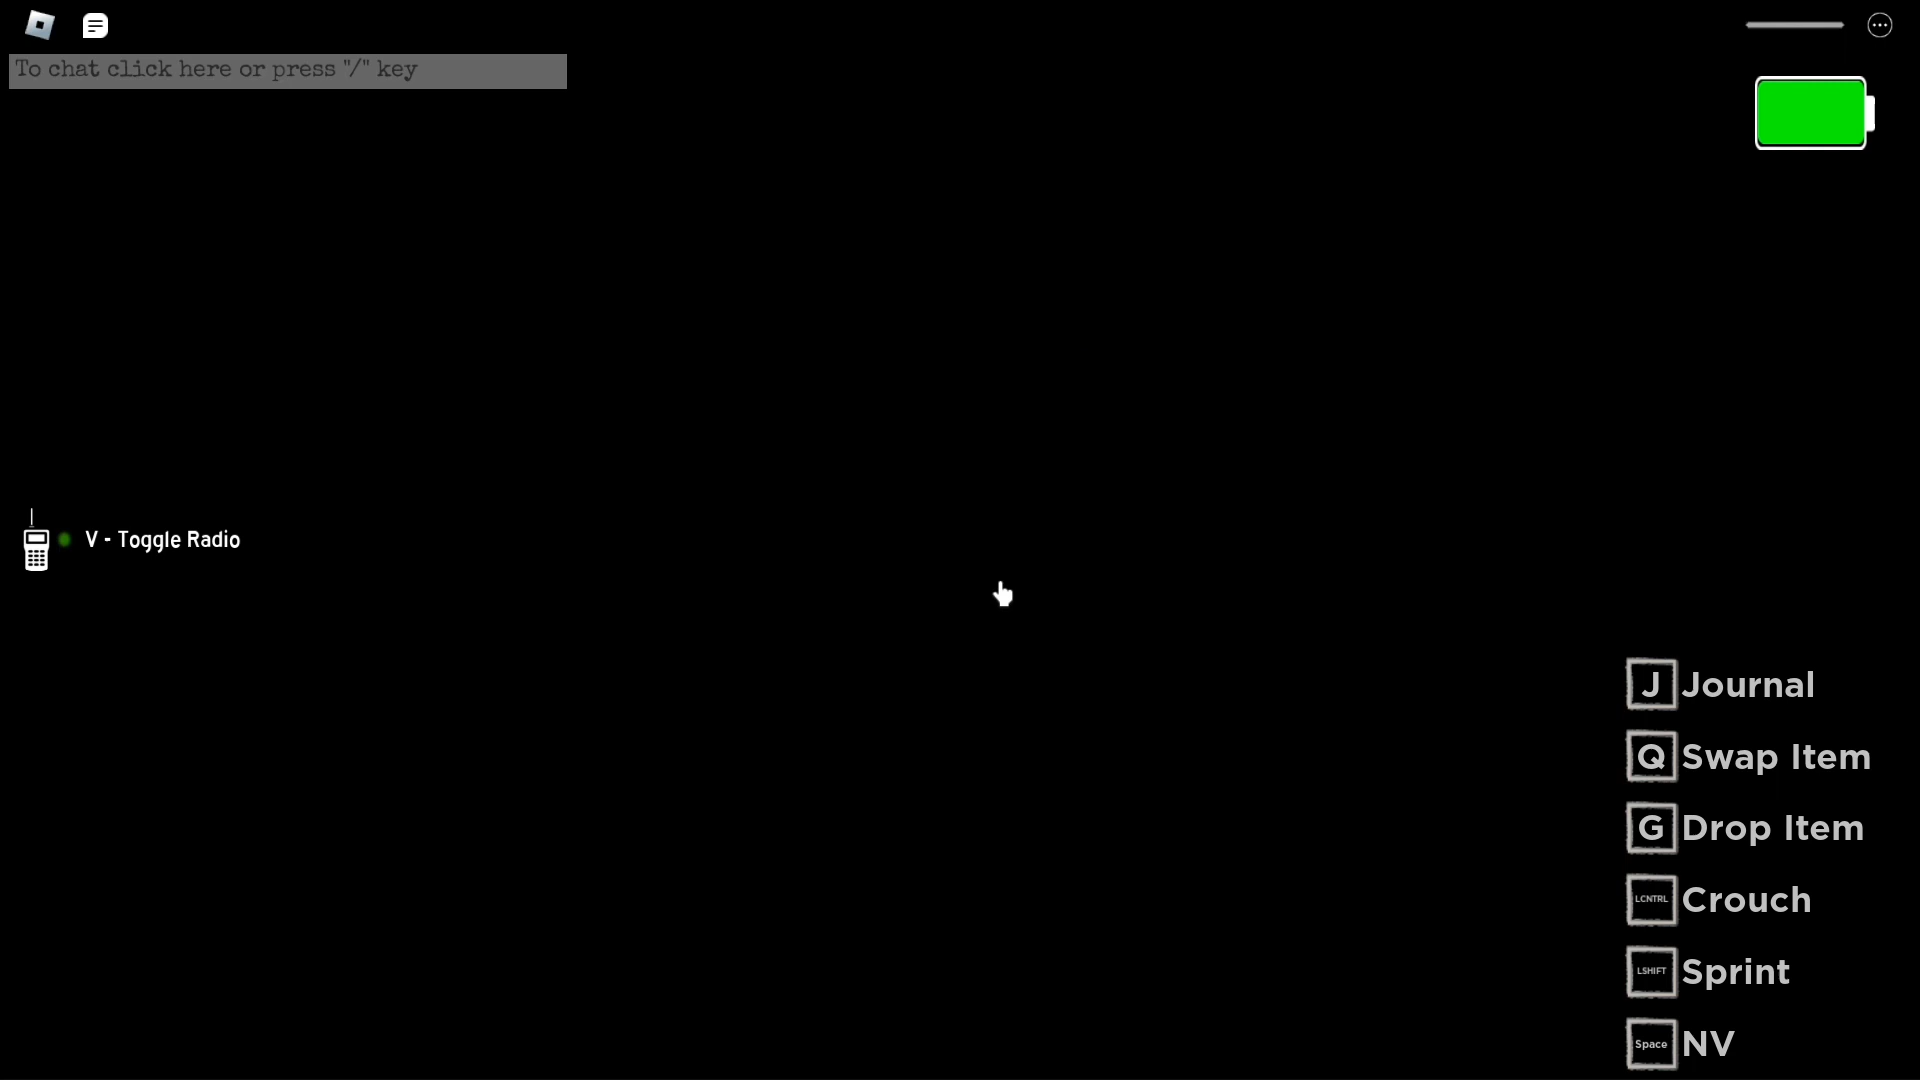 To chat click here or press "/" key
V - Toggle Radio
J Journal
Q Swap Item
G Drop Item
LCNTRL Crouch
LSHIFT Sprint
Space NV